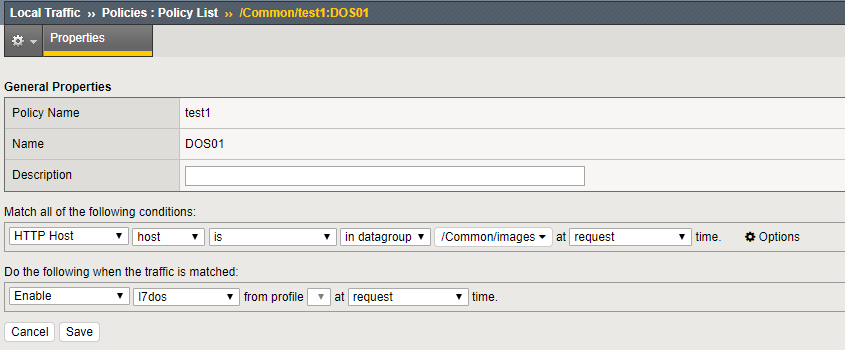 Local Traffic ›› Policies : Policy List ›› /Common/test1:DOS01
Properties
General Properties
Policy Name test1
Name DOS01
Description
Match all of the following conditions:
HTTP Host host is in datagroup /Common/images at request time. Options
Do the following when the traffic is matched:
Enable l7dos from profile at request time.
Cancel Save